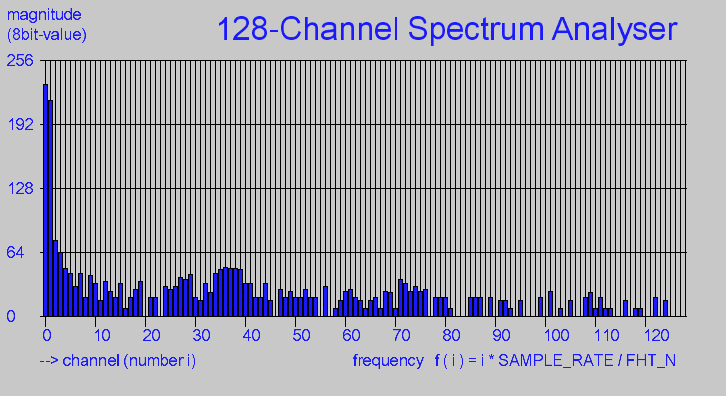 magnitude
(8bit-value)
128-Channel Spectrum Analyser
256
192
128
64
0
0 10 20 30 40 50 60 70 80 90 100 110 120
--> channel (number i)
frequency f ( i ) = i * SAMPLE_RATE / FHT_N